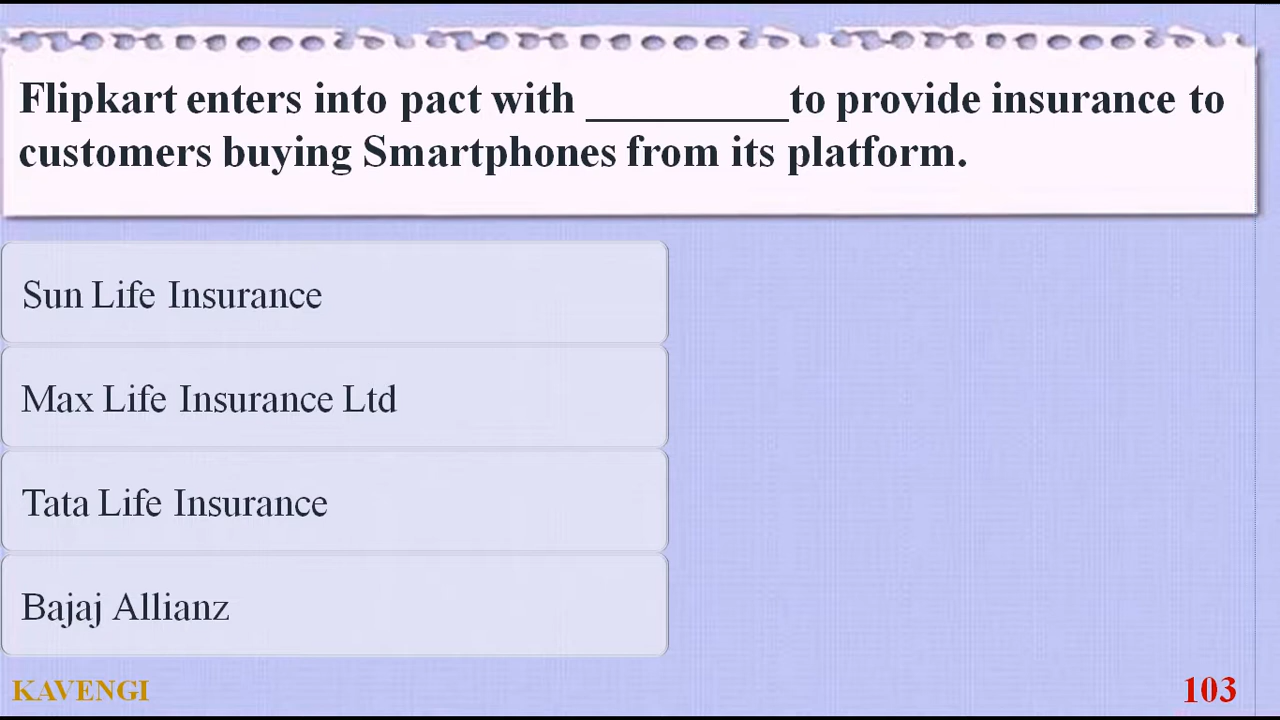 Flipkart enters into pact with __________to provide insurance to
customers buying Smartphones from its platform.
Sun Life Insurance
Max Life Insurance Ltd
Tata Life Insurance
Bajaj Allianz
KAVENGI
103